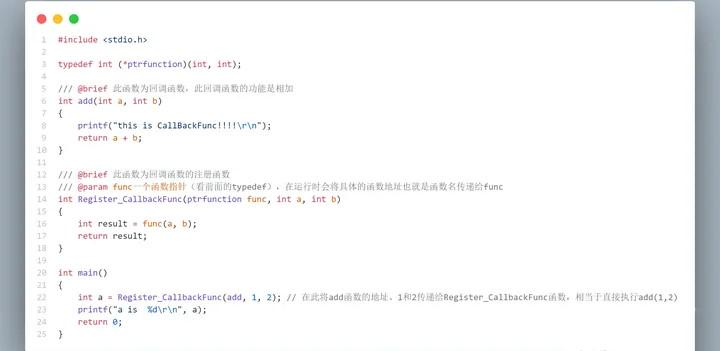 1 #include <stdio.h>
2
3 typedef int (*ptrfunction)(int, int);
4
5 /// @brief 此函数为回调函数，此回调函数的功能是相加
6 int add(int a, int b)
7 {
8     printf("this is CallBackFunc!!!!\r\n");
9     return a + b;
10 }
11
12 /// @brief 此函数为回调函数的注册函数
13 /// @param func一个函数指针（看前面的typedef），在运行时会将具体的函数地址也就是函数名传递给func
14 int Register_CallbackFunc(ptrfunction func, int a, int b)
15 {
16     int result = func(a, b);
17     return result;
18 }
19
20 int main()
21 {
22     int a = Register_CallbackFunc(add, 1, 2); // 在此将add函数的地址、1和2传递给Register_CallbackFunc函数，相当于直接执行add(1,2)
23     printf("a is  %d\r\n", a);
24     return 0;
25 }